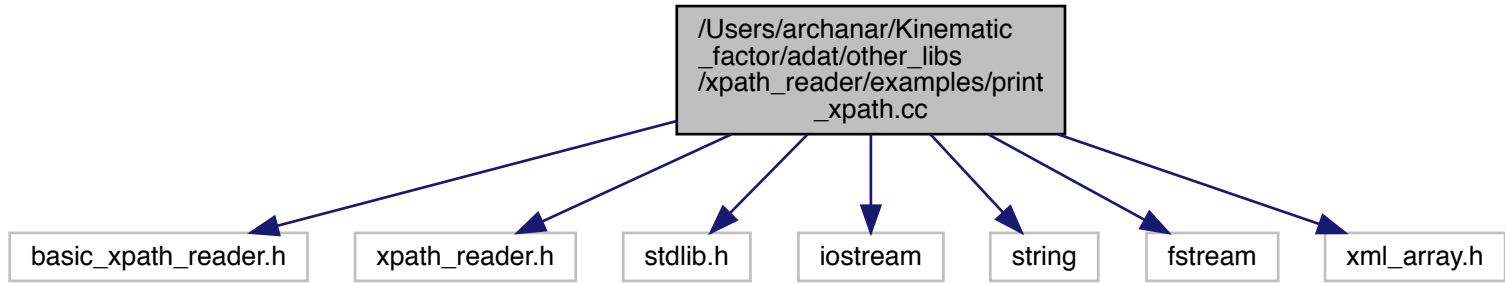 /Users/archanar/Kinematic
_factor/adat/other_libs
/xpath_reader/examples/print
_xpath.cc
basic_xpath_reader.h
xpath_reader.h
stdlib.h
iostream
string
fstream
xml_array.h